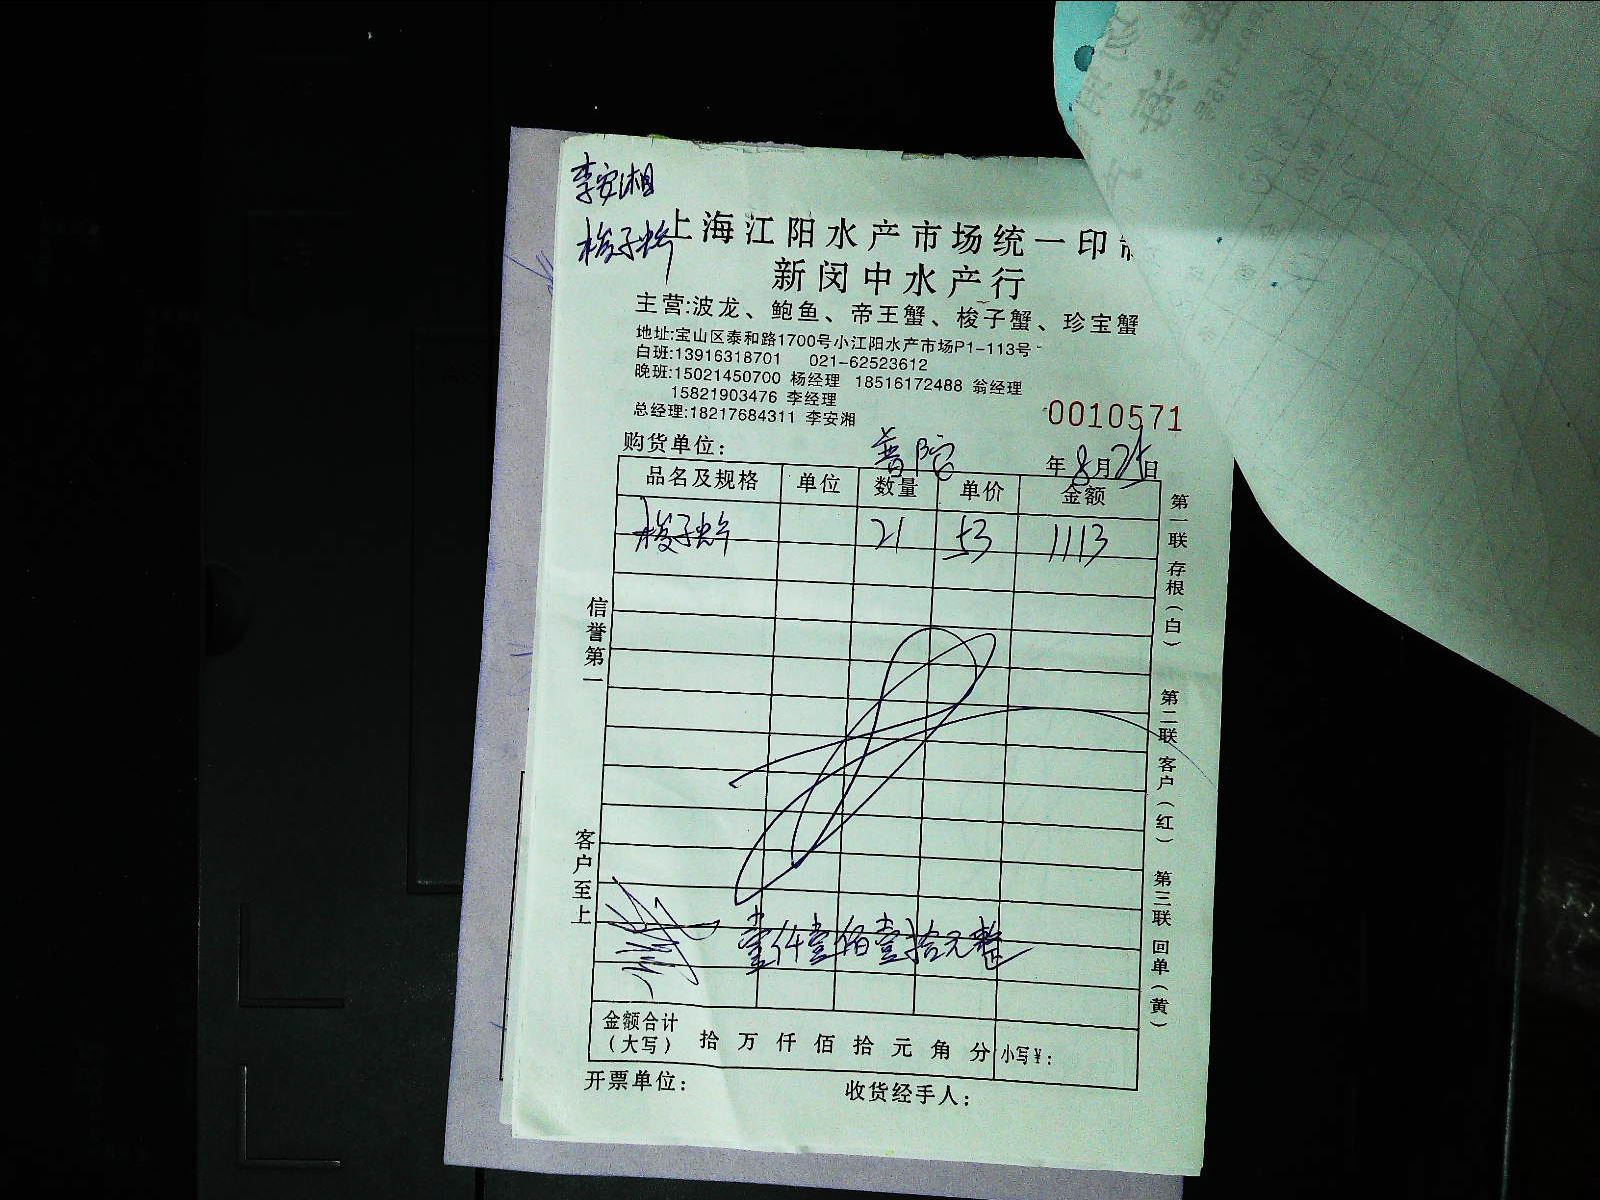 李安湘
梭子蟹
上海江阳水产市场统一印
新闵中水产行
主营:波龙、鲍鱼、帝王蟹、梭子蟹、珍宝蟹
地址:宝山区泰和路1700号小江阳水产市场P1-113号
白班:13916318701 021-62523612
晚班:15021450700 杨经理 18516172488 翁经理
15821903476 李经理
总经理:18217684311 李安湘
0010571
购货单位: 普陀 年8月25日
品名及规格 单位 数量 单价 金额
梭子蟹 21 53 1113
信誉第一
客户至上
壹仟壹佰壹拾元整
金额合计
(大写) 拾 万 仟 佰 拾 元 角 分 小写¥:
开票单位: 收货经手人:
第一联 存根(白) 第二联 客户(红) 第三联 回单(黄)